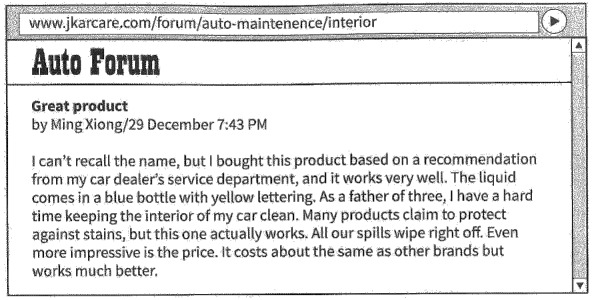 www.jkarcare.com/forum/auto-maintenence/interior
Auto Forum
Great product
by Ming Xiong/29 December 7:43 PM
I can't recall the name, but I bought this product based on a recommendation
from my car dealer's service department, and it works very well. The liquid
comes in a blue bottle with yellow lettering. As a father of three, I have a hard
time keeping the interior of my car clean. Many products claim to protect
against stains, but this one actually works. All our spills wipe right off. Even
more impressive is the price. It costs about the same as other brands but
works much better.